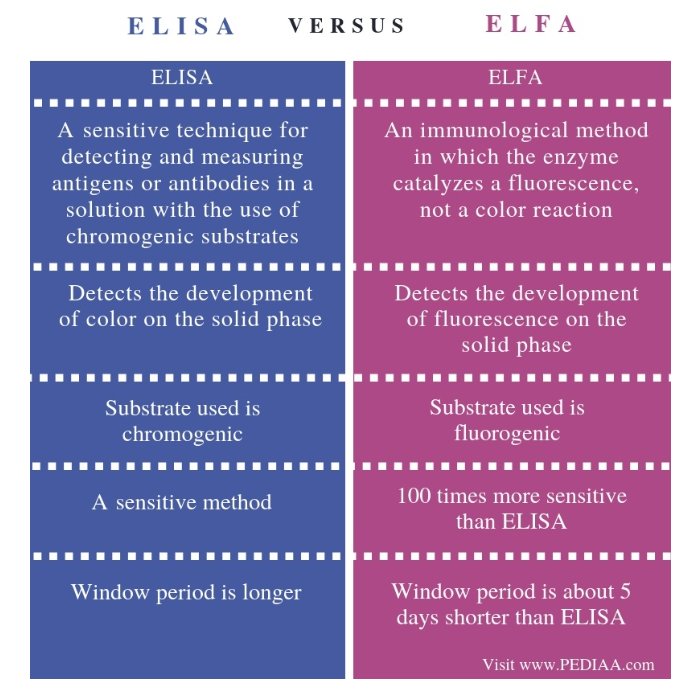 ELISA VERSUS ELFA
ELISA
A sensitive technique for
detecting and measuring
antigens or antibodies in a
solution with the use of
chromogenic substrates
Detects the development
of color on the solid phase
Substrate used is
chromogenic
A sensitive method
Window period is longer
ELFA
An immunological method
in which the enzyme
catalyzes a fluorescence,
not a color reaction
Detects the development
of fluorescence on the
solid phase
Substrate used is
fluorogenic
100 times more sensitive
than ELISA
Window period is about 5
days shorter than ELISA
Visit www.PEDIAA.com